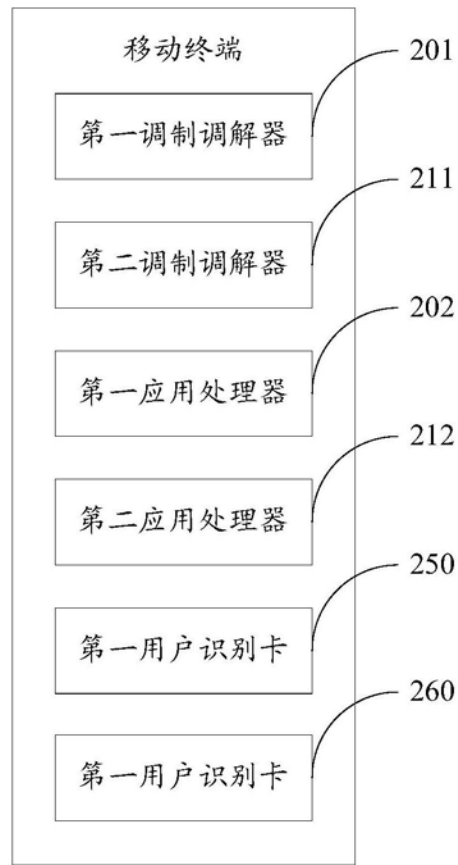 移动终端
201
第一调制调解器
211
第二调制调解器
202
第一应用处理器
212
第二应用处理器
250
第一用户识别卡
260
第一用户识别卡